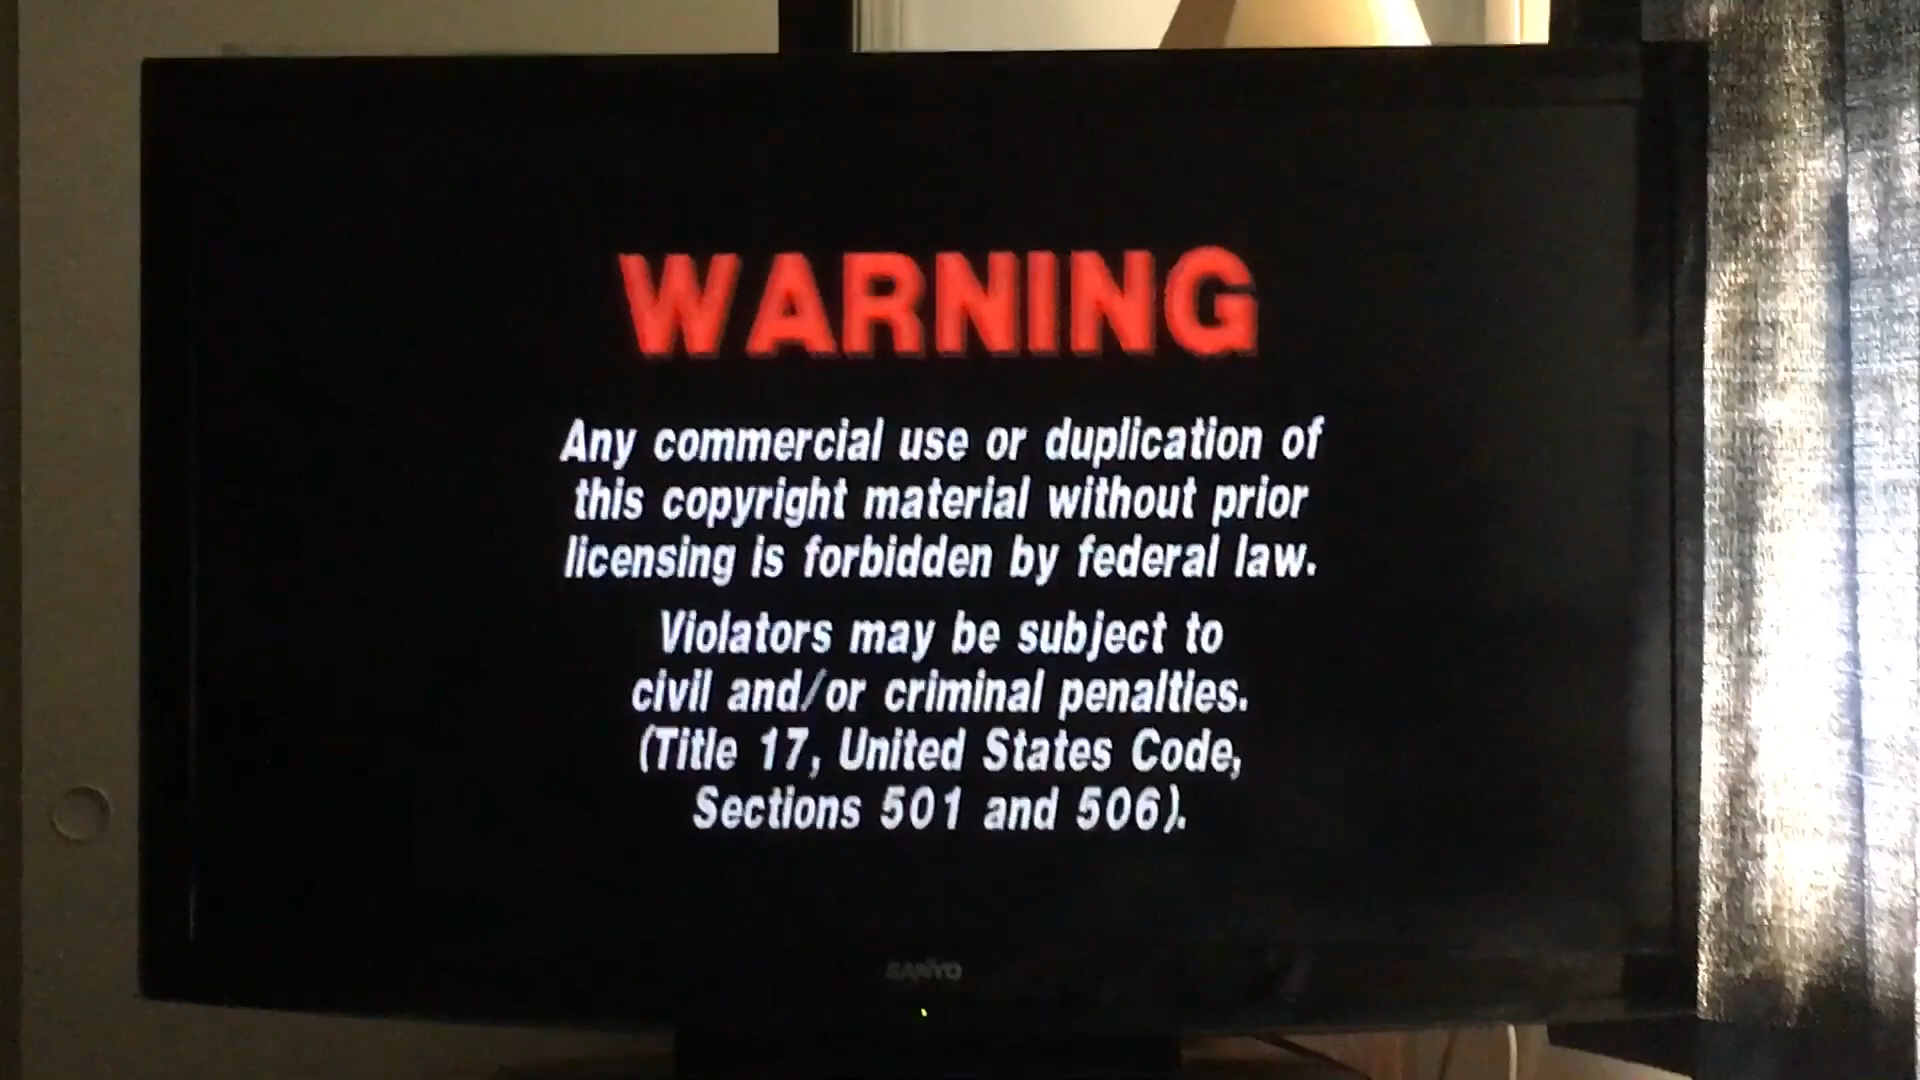 WARNING
Any commercial use or duplication of
this copyright material without prior
licensing is forbidden by federal law.
Violators may be subject to
civil and/or criminal penalties.
(Title 17, United States Code,
Sections 501 and 506).
SANYO